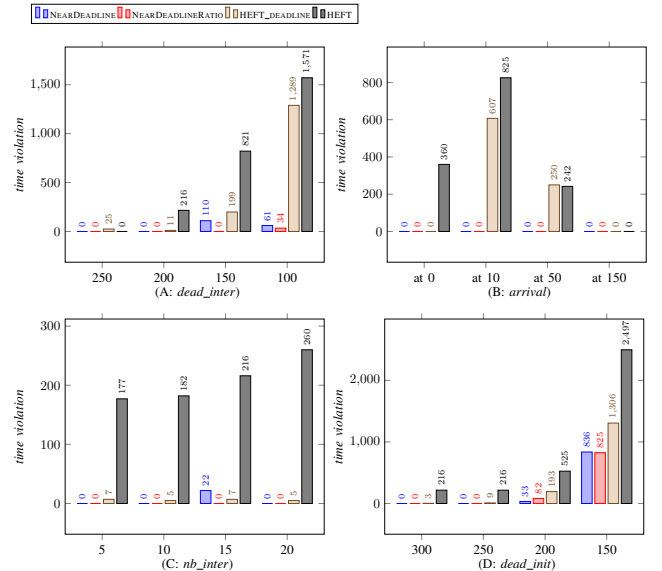 NEARDEADLINE NEARDEADLINERATIO HEFT_DEADLINE HEFT
time violation
1,500
1,000
500
0
0 0 25 0
0 0 11 216
110 0 199 821
61 34 1,289 1,571
250 200 150 100
(A: dead_inter)
time violation
800
600
400
200
0
0 0 0 360
0 0 607 825
0 0 250 242
0 0 0 0
at 0 at 10 at 50 at 150
(B: arrival)
time violation
300
200
100
0
0 0 7 177
0 0 5 182
22 0 7 216
0 0 5 260
5 10 15 20
(C: nb_inter)
time violation
2,000
1,000
0
0 0 3 216
0 0 9 216
33 82 193 525
836 825 1,306 2,497
300 250 200 150
(D: dead_init)